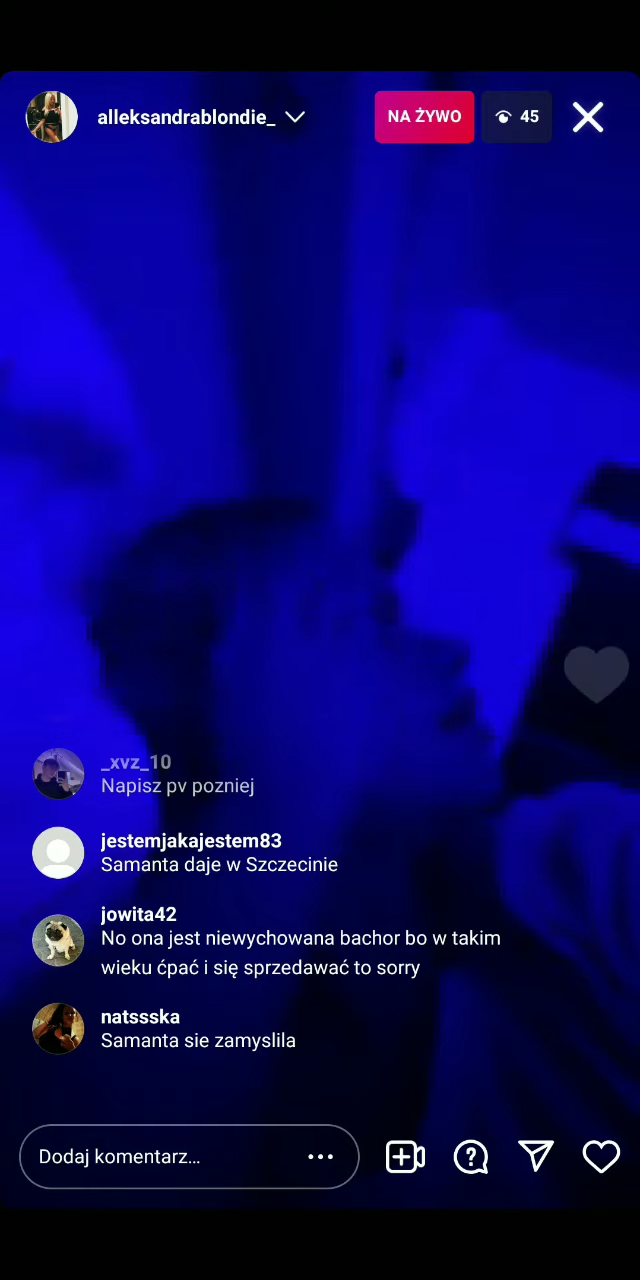 alleksandrablondie_
NA ŻYWO
45
_xvz_10
Napisz pv pozniej
jestemjakajestem83
Samanta daje w Szczecinie
jowita42
No ona jest niewychowana bachor bo w takim
wieku ćpać i się sprzedawać to sorry
natssska
Samanta sie zamyslila
Dodaj komentarz...